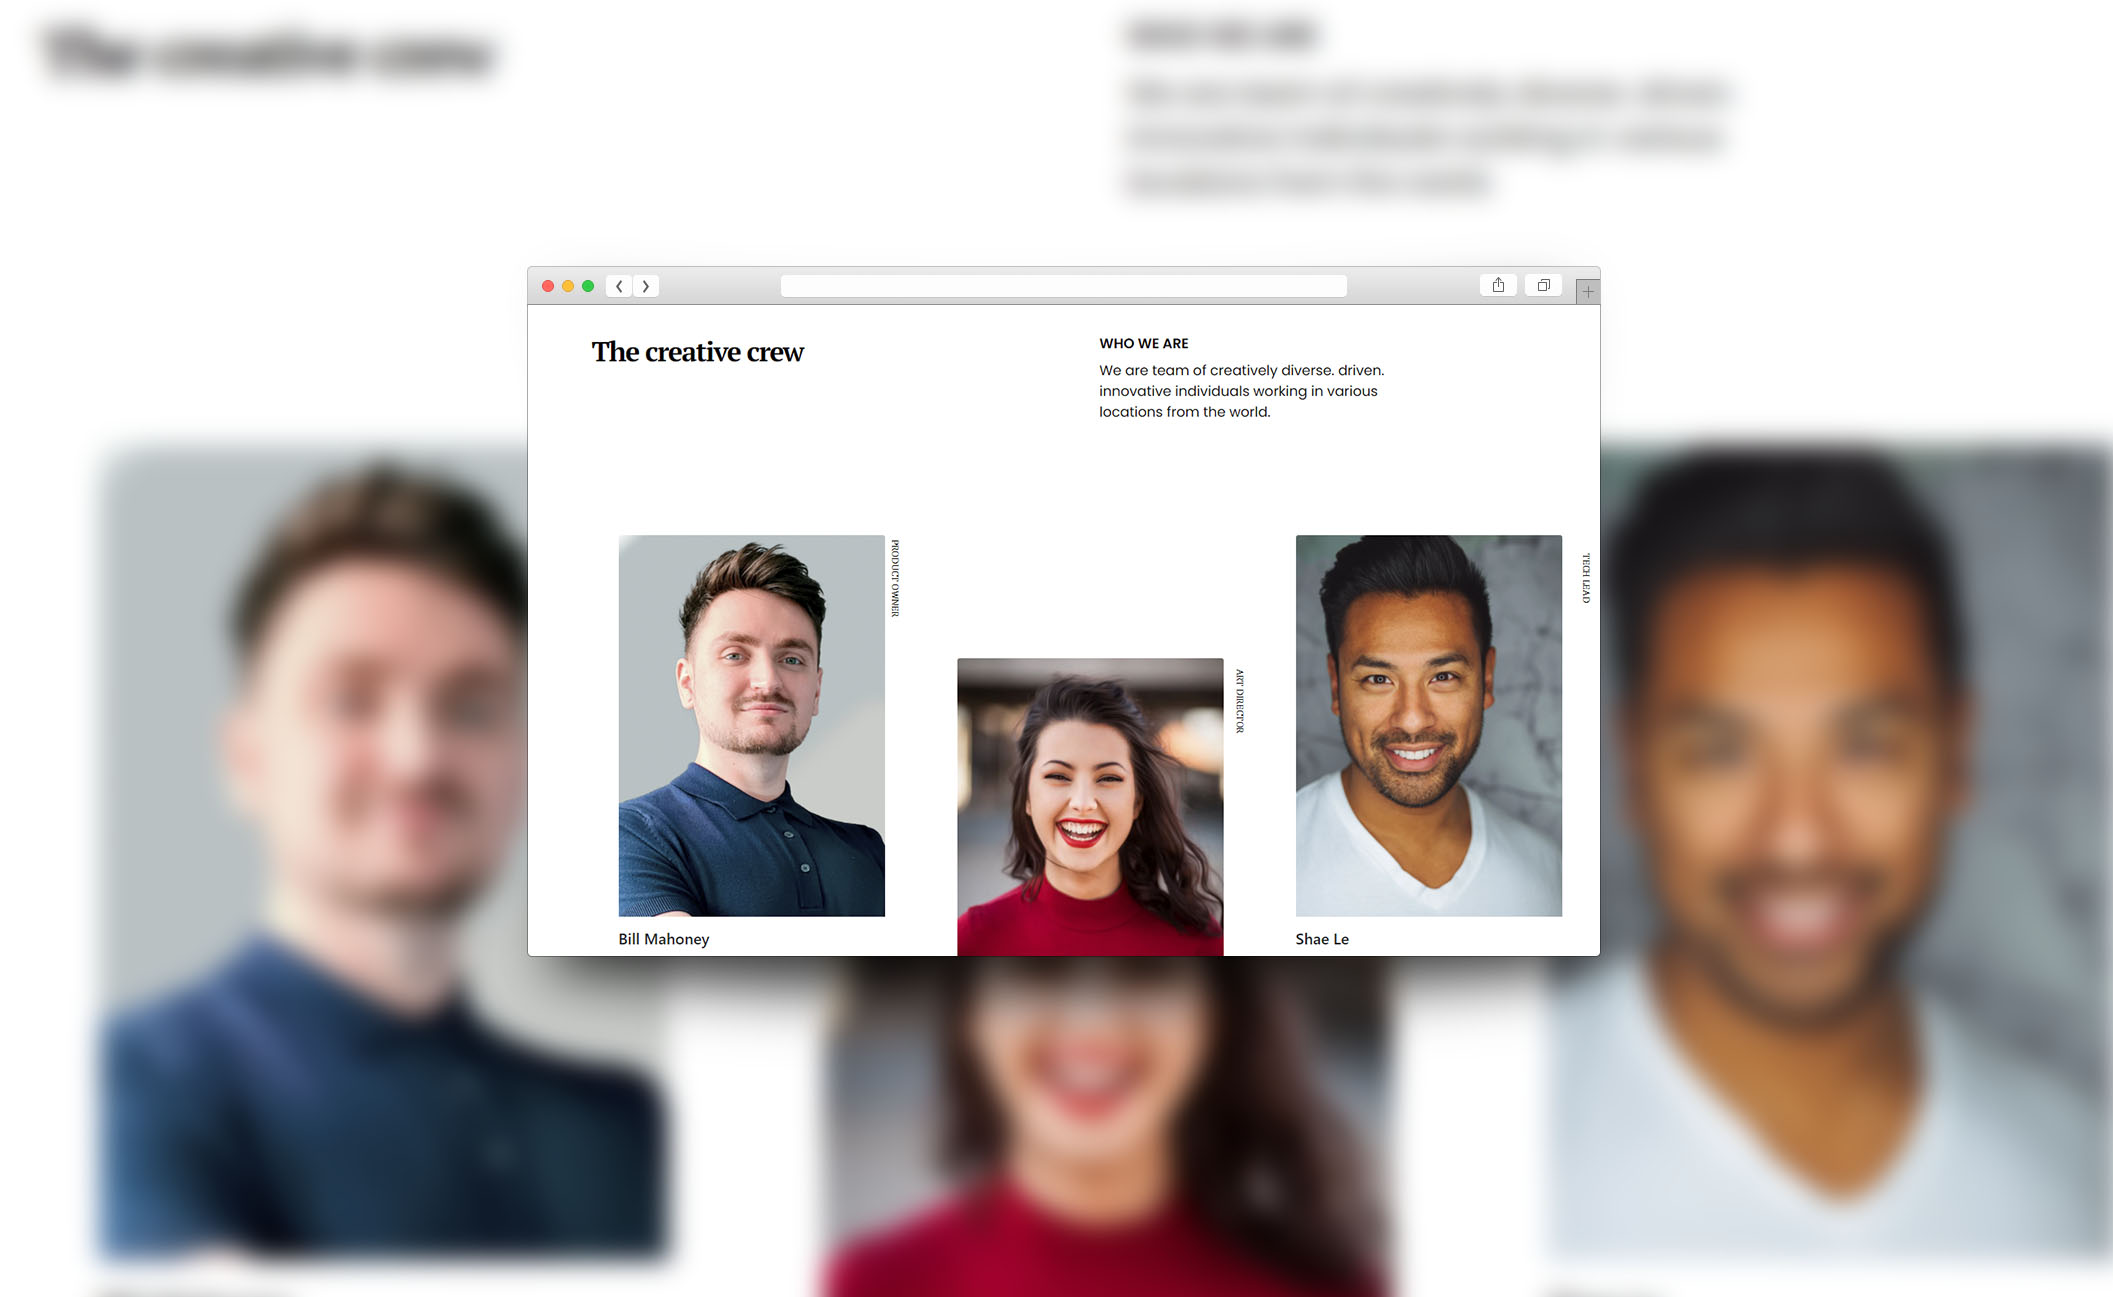 The creative crew
WHO WE ARE
We are team of creatively diverse. driven.
innovative individuals working in various
locations from the world.
PRODUCT OWNER
ART DIRECTOR
TECH LEAD
Bill Mahoney
Shae Le